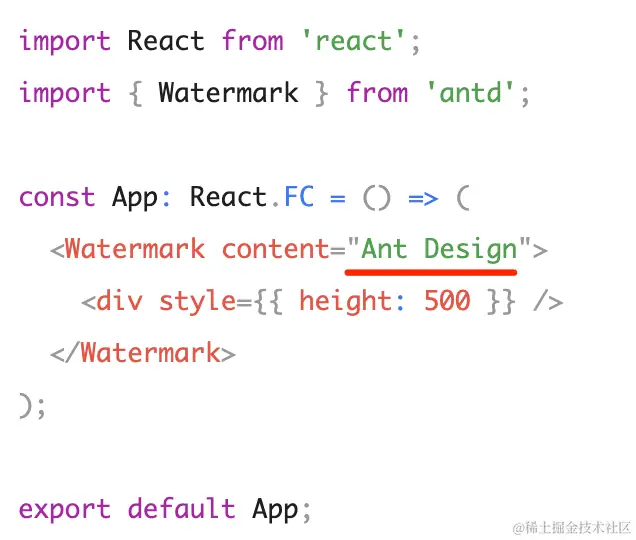 import React from 'react';
import { Watermark } from 'antd';
const App: React.FC = () => (
<Watermark content="Ant Design">
<div style={{ height: 500 }} />
</Watermark>
);
export default App;
@稀土掘金技术社区